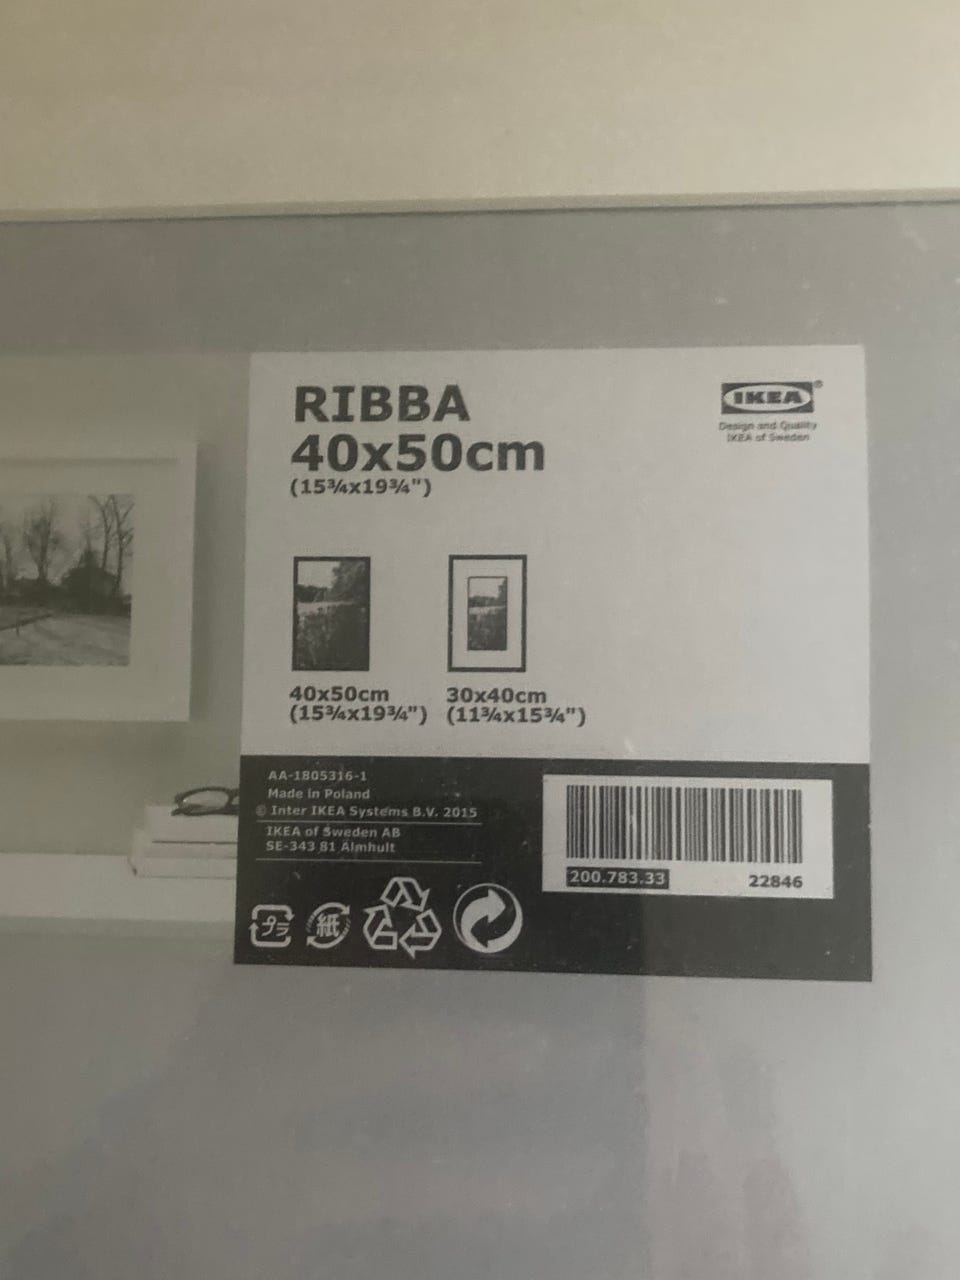 RIBBA
40x50cm
(15¾x19¾")
IKEA®
Design and Quality
IKEA of Sweden
40x50cm
(15¾x19¾")
30x40cm
(11¾x15¾")
AA-1805316-1
Made in Poland
© Inter IKEA Systems B.V. 2015
IKEA of Sweden AB
SE-343 81 Älmhult
200.783.33
22846
プラ
紙